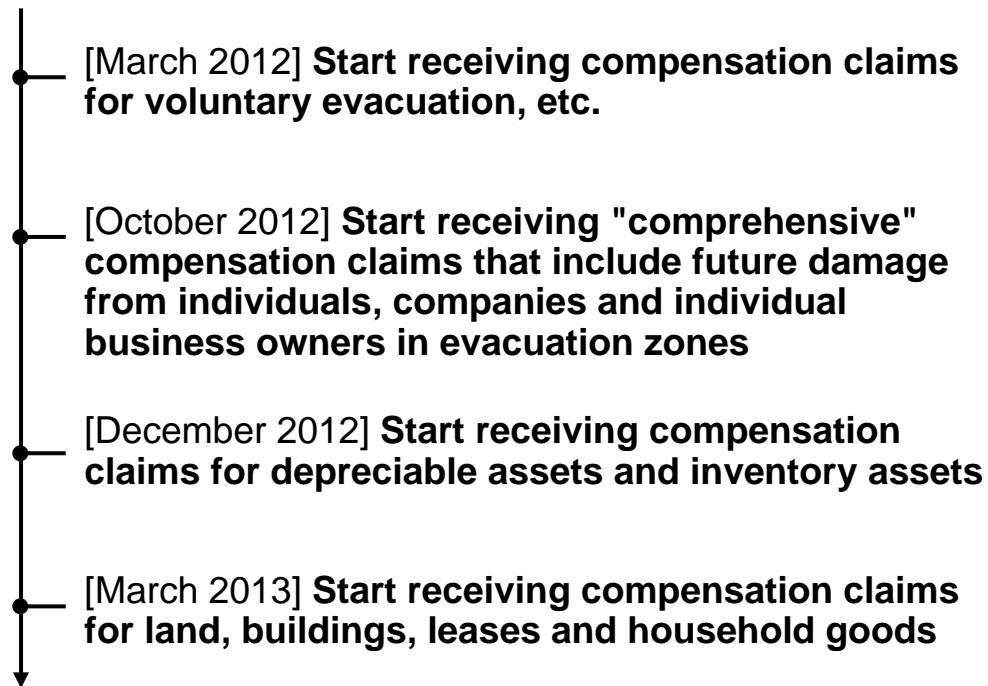 [March 2012] Start receiving compensation claims
for voluntary evacuation, etc.
[October 2012] Start receiving "comprehensive"
compensation claims that include future damage
from individuals, companies and individual
business owners in evacuation zones
[December 2012] Start receiving compensation
claims for depreciable assets and inventory assets
[March 2013] Start receiving compensation claims
for land, buildings, leases and household goods